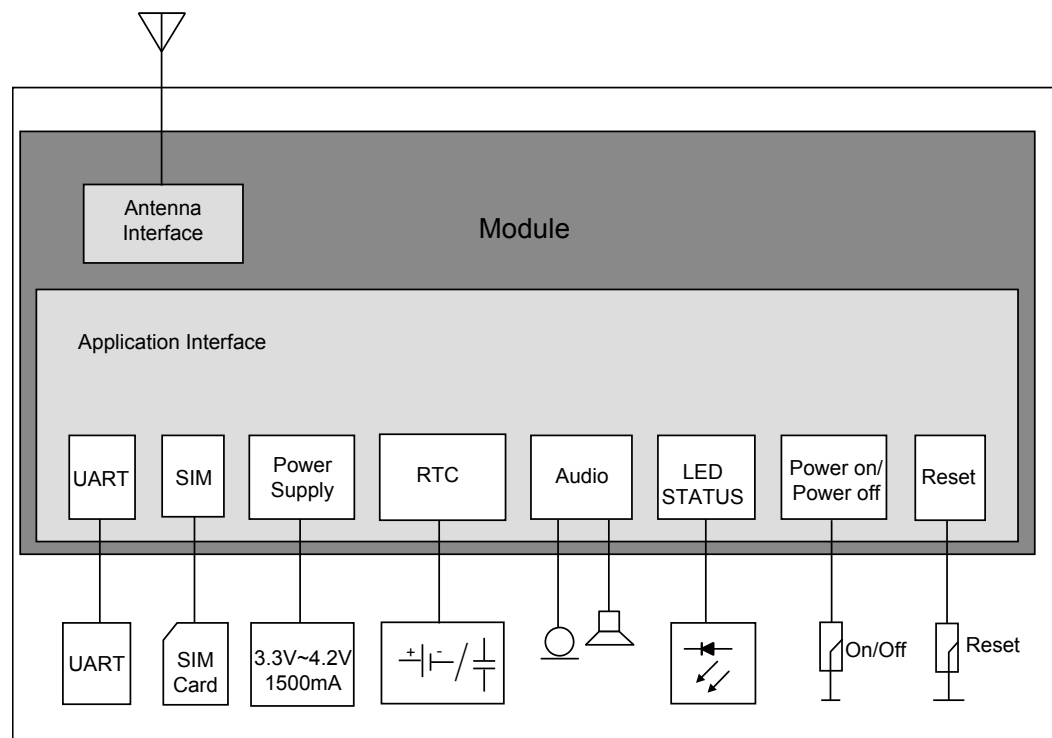 Antenna
Interface
Module
Application Interface
UART
SIM
Power
Supply
RTC
Audio
LED
STATUS
Power on/
Power off
Reset
UART
SIM
Card
3.3V~4.2V
1500mA
+ -
On/Off
Reset